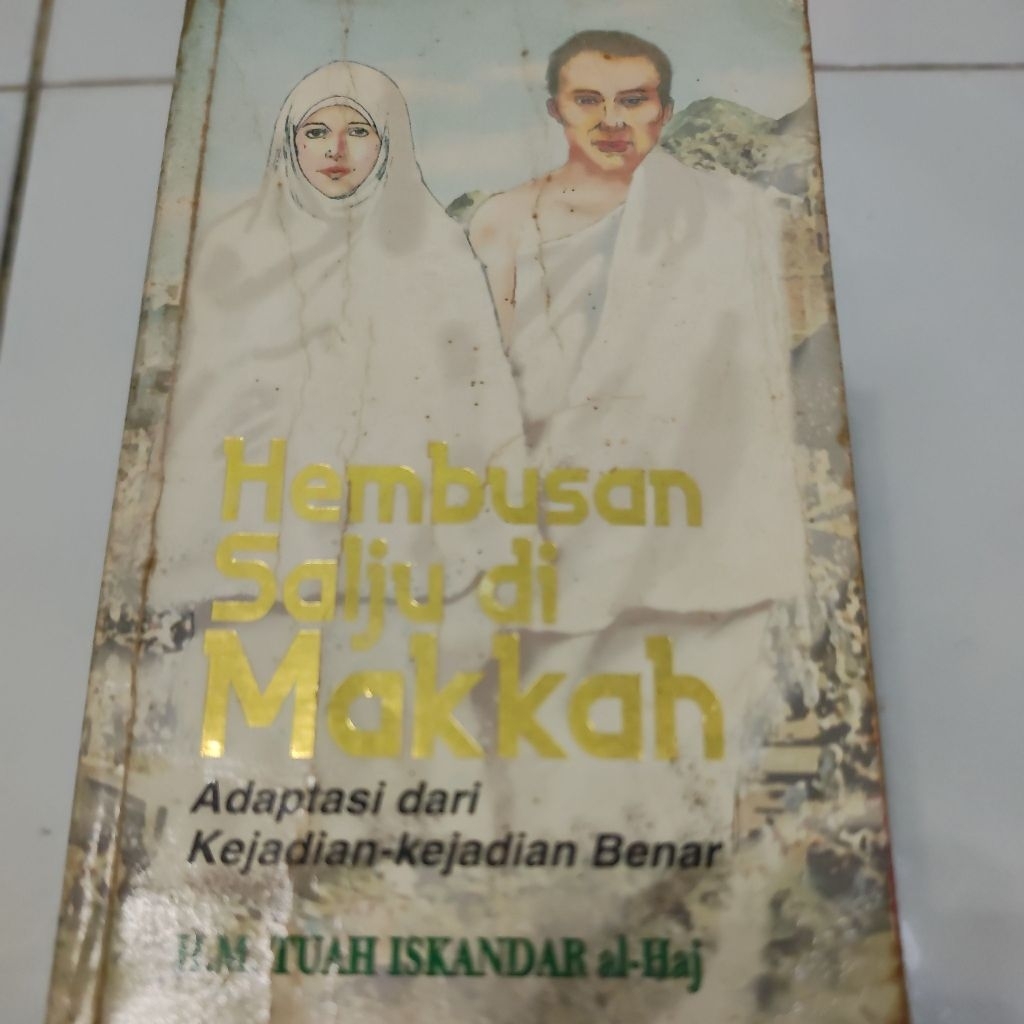 Hembusan
Salju di
Makkah
Adaptasi dari
Kejadian-kejadian Benar
H.M. TUAH ISKANDAR al-Haj